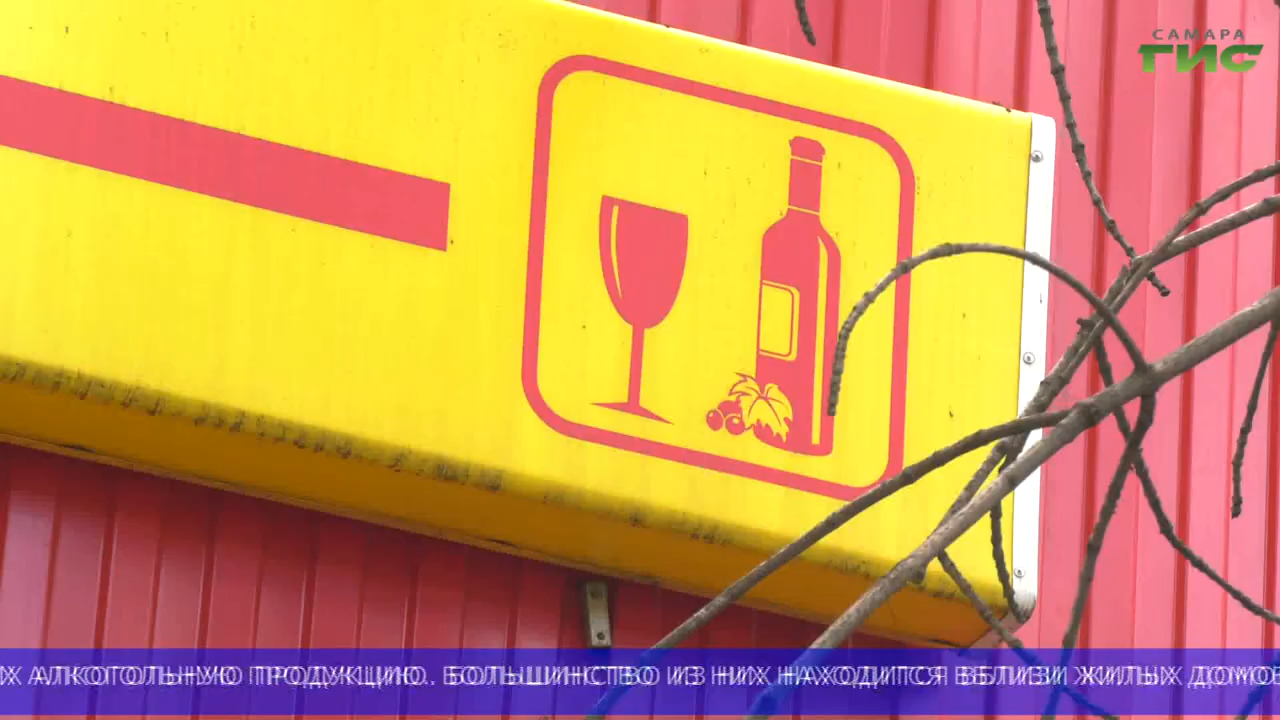 САМАРА
ГИС
АЛКОГОЛЬНУЮ ПРОДУКЦИЮ. БОЛЬШИНСТВО ИЗ НИХ НАХОДИТСЯ ВБЛИЗИ ЖИЛЫХ ДОМОВ